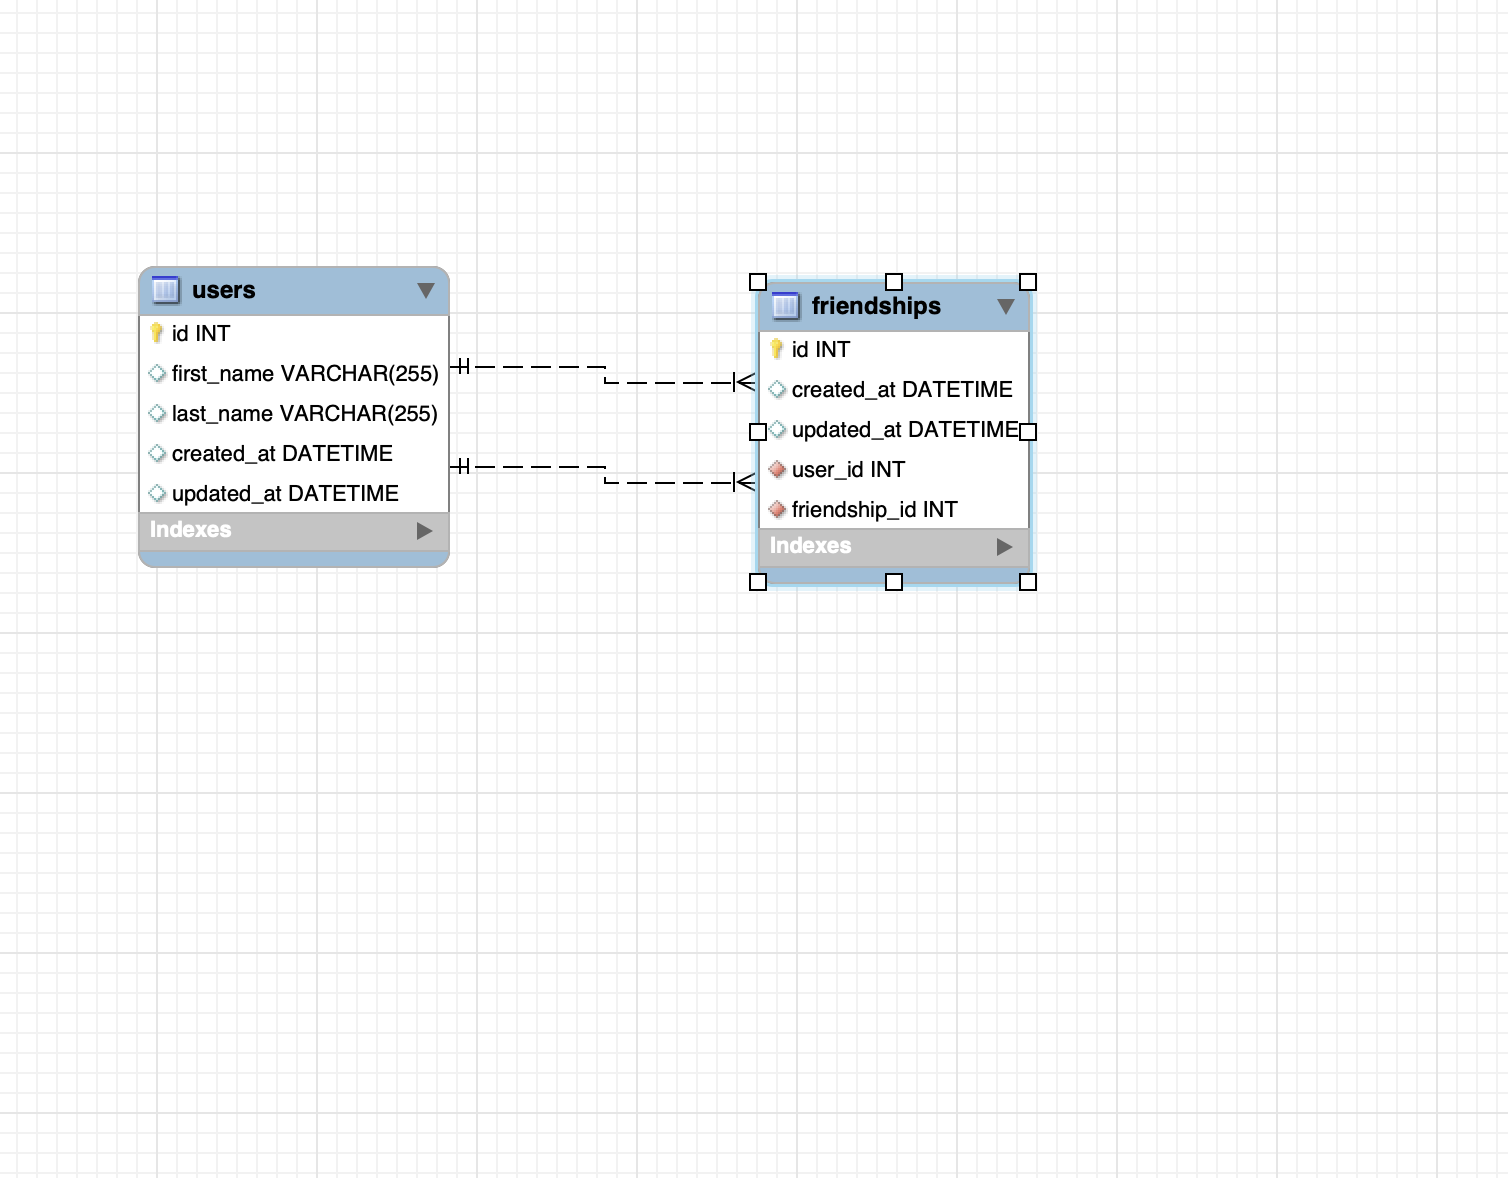 users
id INT
first_name VARCHAR(255)
last_name VARCHAR(255)
created_at DATETIME
updated_at DATETIME
Indexes
friendships
id INT
created_at DATETIME
updated_at DATETIME
user_id INT
friendship_id INT
Indexes